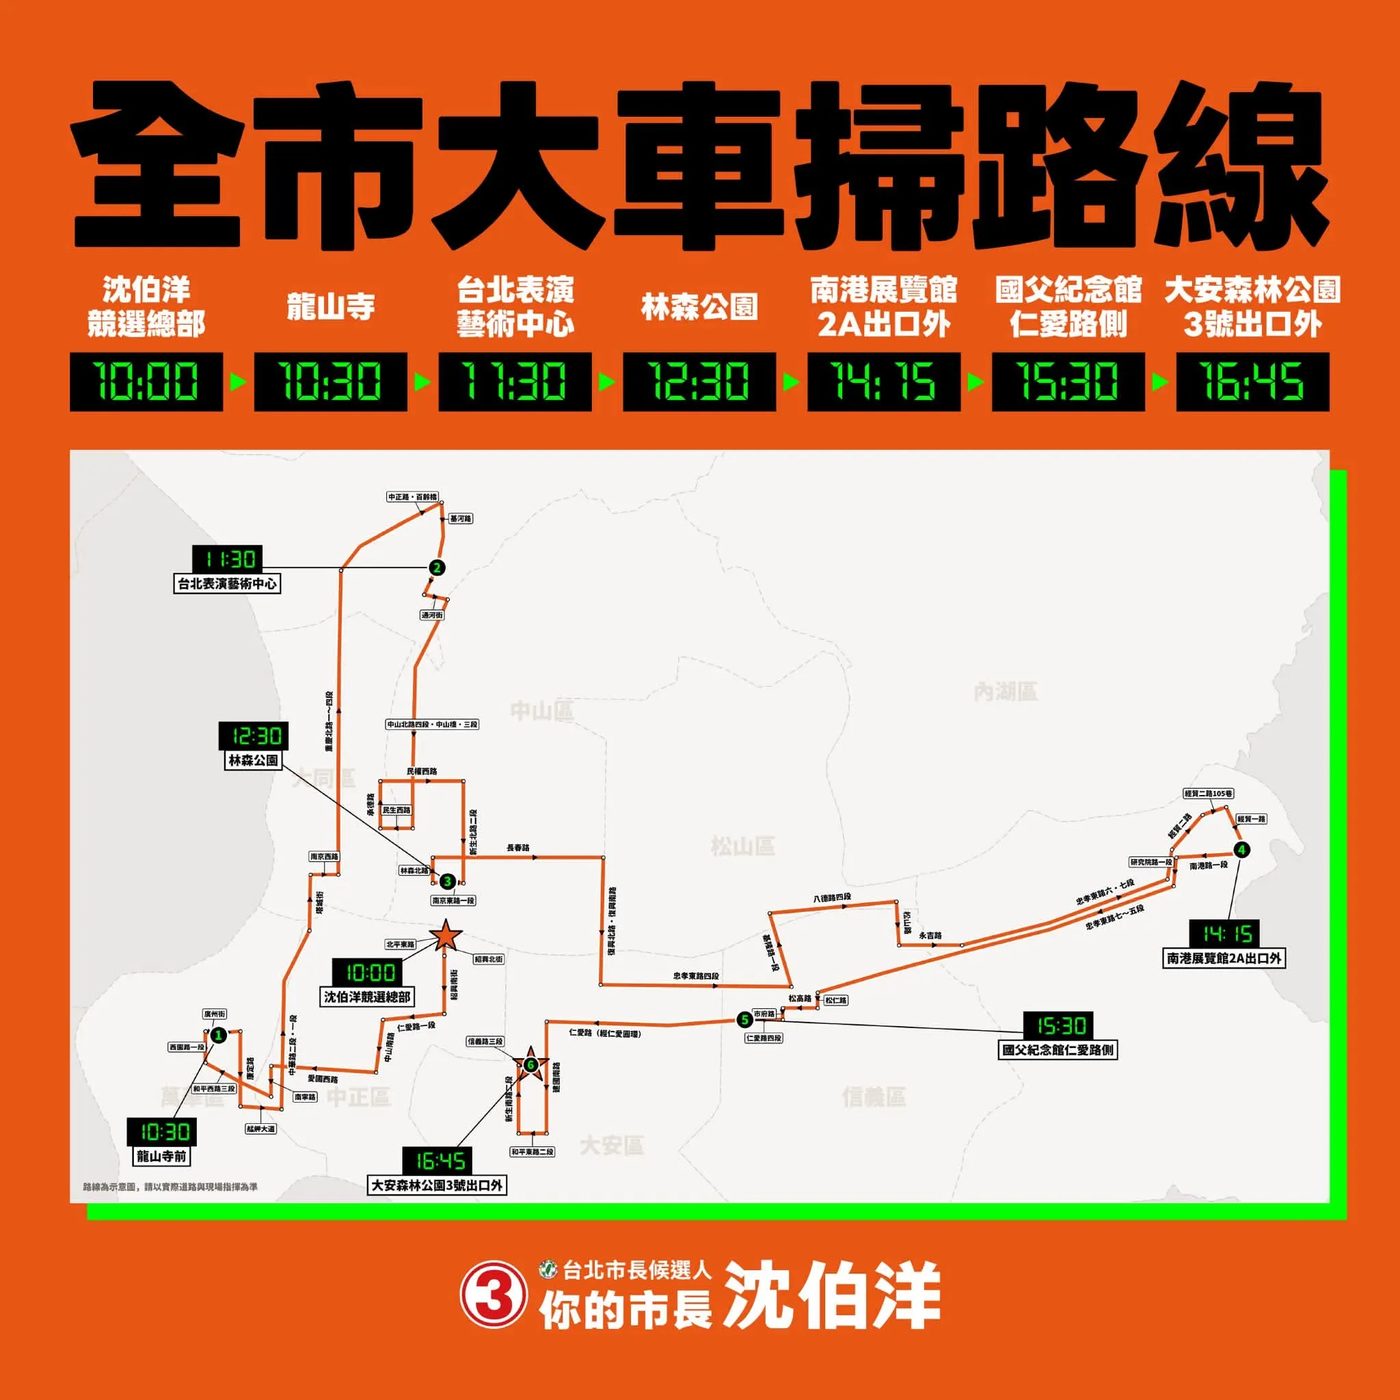 全市大車掃路線
沈伯洋
競選總部
龍山寺
台北表演
藝術中心
林森公園
南港展覽館
2A出口外
國父紀念館
仁愛路側
大安森林公園
3號出口外
10:00
10:30
11:30
12:30
14:15
15:30
16:45
中正路・百齡橋
基河路
11:30
台北表演藝術中心
2
通河街
重慶北路一~四段
中山北路四段・中山橋・三段
中山區
內湖區
12:30
林森公園
大同區
民權西路
承德路
民生西路
新生北路二段
長春路
松山區
經貿二路105巷
經貿二路
經貿一路
4
研究院路一段
南港路一段
南京西路
林森北路
3
南京東路一段
塔城街
復興北路・復興南路
八德路四段
忠孝東路六・七段
忠孝東路七~五段
永吉路
14:15
南港展覽館2A出口外
北平東路
紹興北街
10:00
沈伯洋競選總部
紹興南街
忠孝東路四段
松高路
松仁路
市府路
5
仁愛路四段
15:30
國父紀念館仁愛路側
廣州街
1
西園路一段
康定路
中華路二段・一段
仁愛路一段
中山南路
仁愛路（經仁愛圓環）
信義路三段
6
建國南路
新生南路二段
愛國西路
和平西路三段
南寧路
萬華區
中正區
信義區
大安區
艋舺大道
10:30
龍山寺前
和平東路二段
16:45
大安森林公園3號出口外
路線為示意圖，請以實際道路與現場指揮為準
3
台北市長候選人
你的市長
沈伯洋